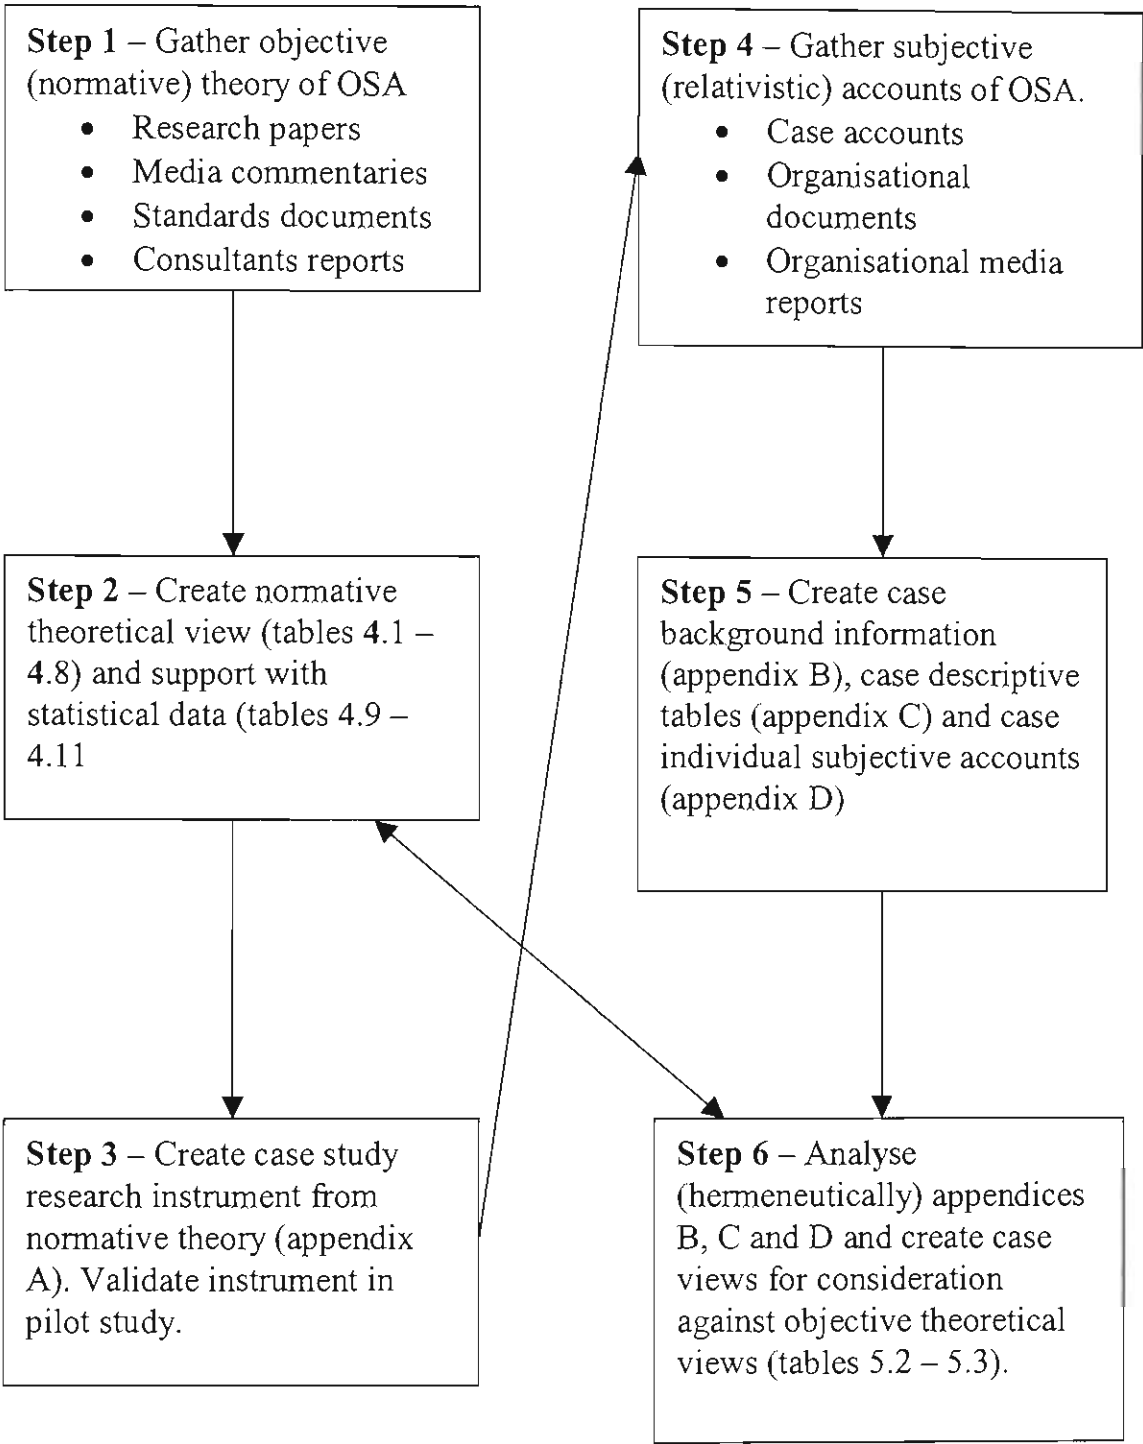 Step 1 – Gather objective
(normative) theory of OSA
• Research papers
• Media commentaries
• Standards documents
• Consultants reports
Step 2 – Create normative
theoretical view (tables 4.1 –
4.8) and support with
statistical data (tables 4.9 –
4.11
Step 3 – Create case study
research instrument from
normative theory (appendix
A). Validate instrument in
pilot study.
Step 4 – Gather subjective
(relativistic) accounts of OSA.
• Case accounts
• Organisational
documents
• Organisational media
reports
Step 5 – Create case
background information
(appendix B), case descriptive
tables (appendix C) and case
individual subjective accounts
(appendix D)
Step 6 – Analyse
(hermeneutically) appendices
B, C and D and create case
views for consideration
against objective theoretical
views (tables 5.2 – 5.3).